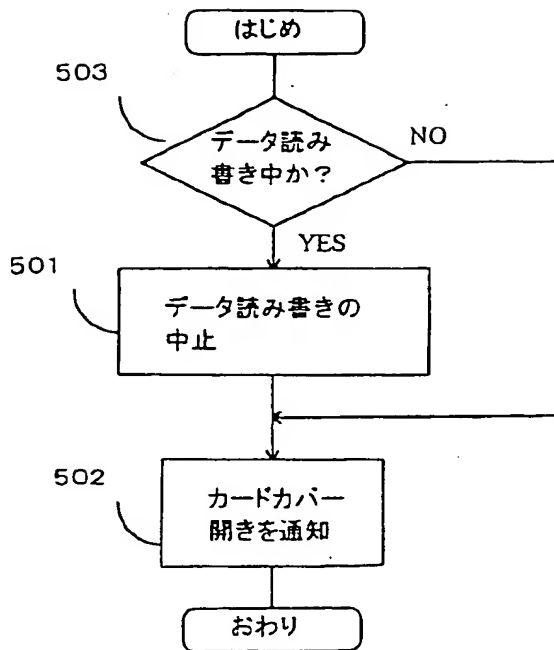 はじめ
503
データ読み
書き中か?
NO
YES
501
データ読み書きの
中止
502
カードカバー
開きを通知
おわり